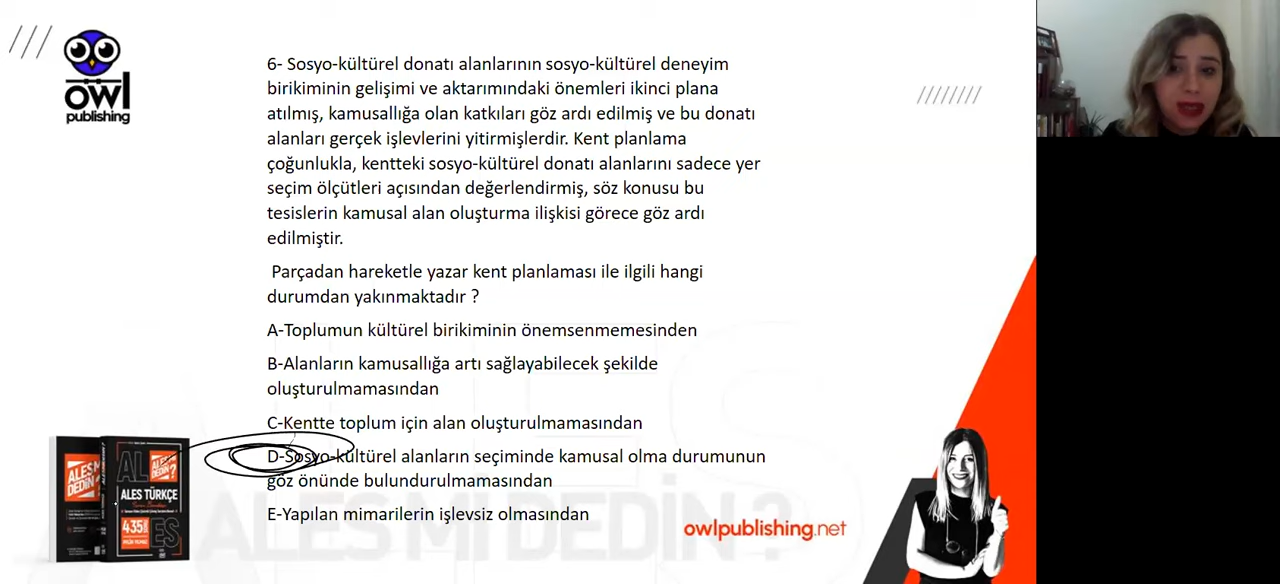 owl
publishing
6- Sosyo-kültürel donatı alanlarının sosyo-kültürel deneyim
birikiminin gelişimi ve aktarımındaki önemleri ikinci plana
atılmış, kamusallığa olan katkıları göz ardı edilmiş ve bu donatı
alanları gerçek işlevlerini yitirmişlerdir. Kent planlama
çoğunlukla, kentteki sosyo-kültürel donatı alanlarını sadece yer
seçim ölçütleri açısından değerlendirmiş, söz konusu bu
tesislerin kamusal alan oluşturma ilişkisi görece göz ardı
edilmiştir.
Parçadan hareketle yazar kent planlaması ile ilgili hangi
durumdan yakınmaktadır ?
A-Toplumun kültürel birikiminin önemsenmemesinden
B-Alanların kamusallığa artı sağlayabilecek şekilde
oluşturulmamasından
C-Kentte toplum için alan oluşturulmamasından
D-Sosyo-kültürel alanların seçiminde kamusal olma durumunun
göz önünde bulundurulmamasından
E-Yapılan mimarilerin işlevsiz olmasından
ALES TÜRKÇE
435
ALES MI DEDİN ?
owlpublishing.net